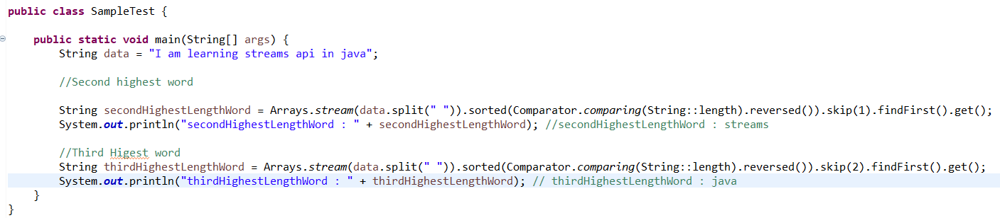 public class SampleTest {
public static void main(String[] args) {
String data = "I am learning streams api in java";
//Second highest word
String secondHighestLengthWord = Arrays.stream(data.split(" ")).sorted(Comparator.comparing(String::length).reversed()).skip(1).findFirst().get();
System.out.println("secondHighestLengthWord : " + secondHighestLengthWord); //secondHighestLengthWord : streams
//Third Higest word
String thirdHighestLengthWord = Arrays.stream(data.split(" ")).sorted(Comparator.comparing(String::length).reversed()).skip(2).findFirst().get();
System.out.println("thirdHighestLengthWord : " + thirdHighestLengthWord); // thirdHighestLengthWord : java
}
}